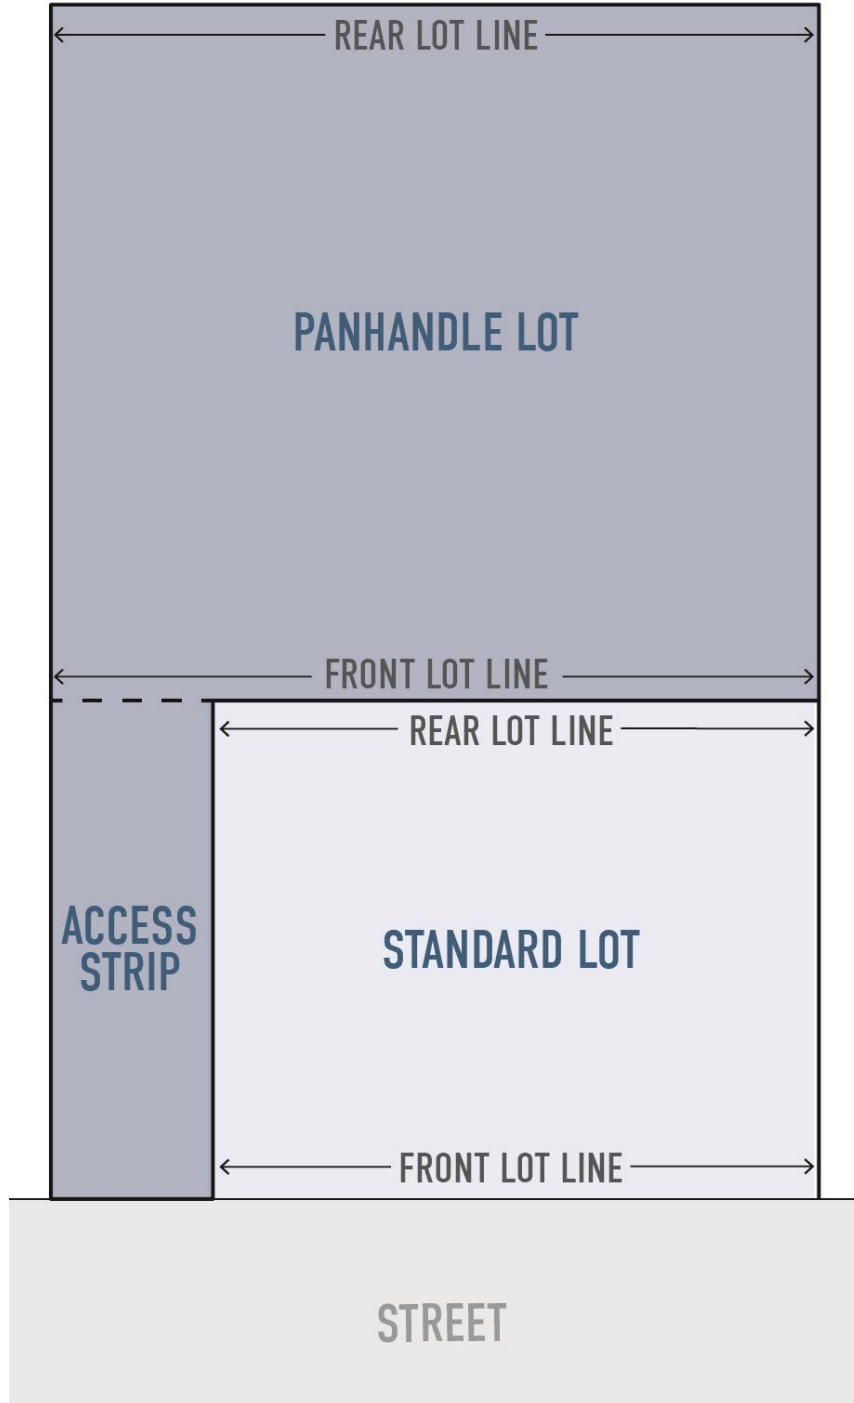 REAR LOT LINE
PANHANDLE LOT
FRONT LOT LINE
REAR LOT LINE
ACCESS
STRIP
STANDARD LOT
FRONT LOT LINE
STREET